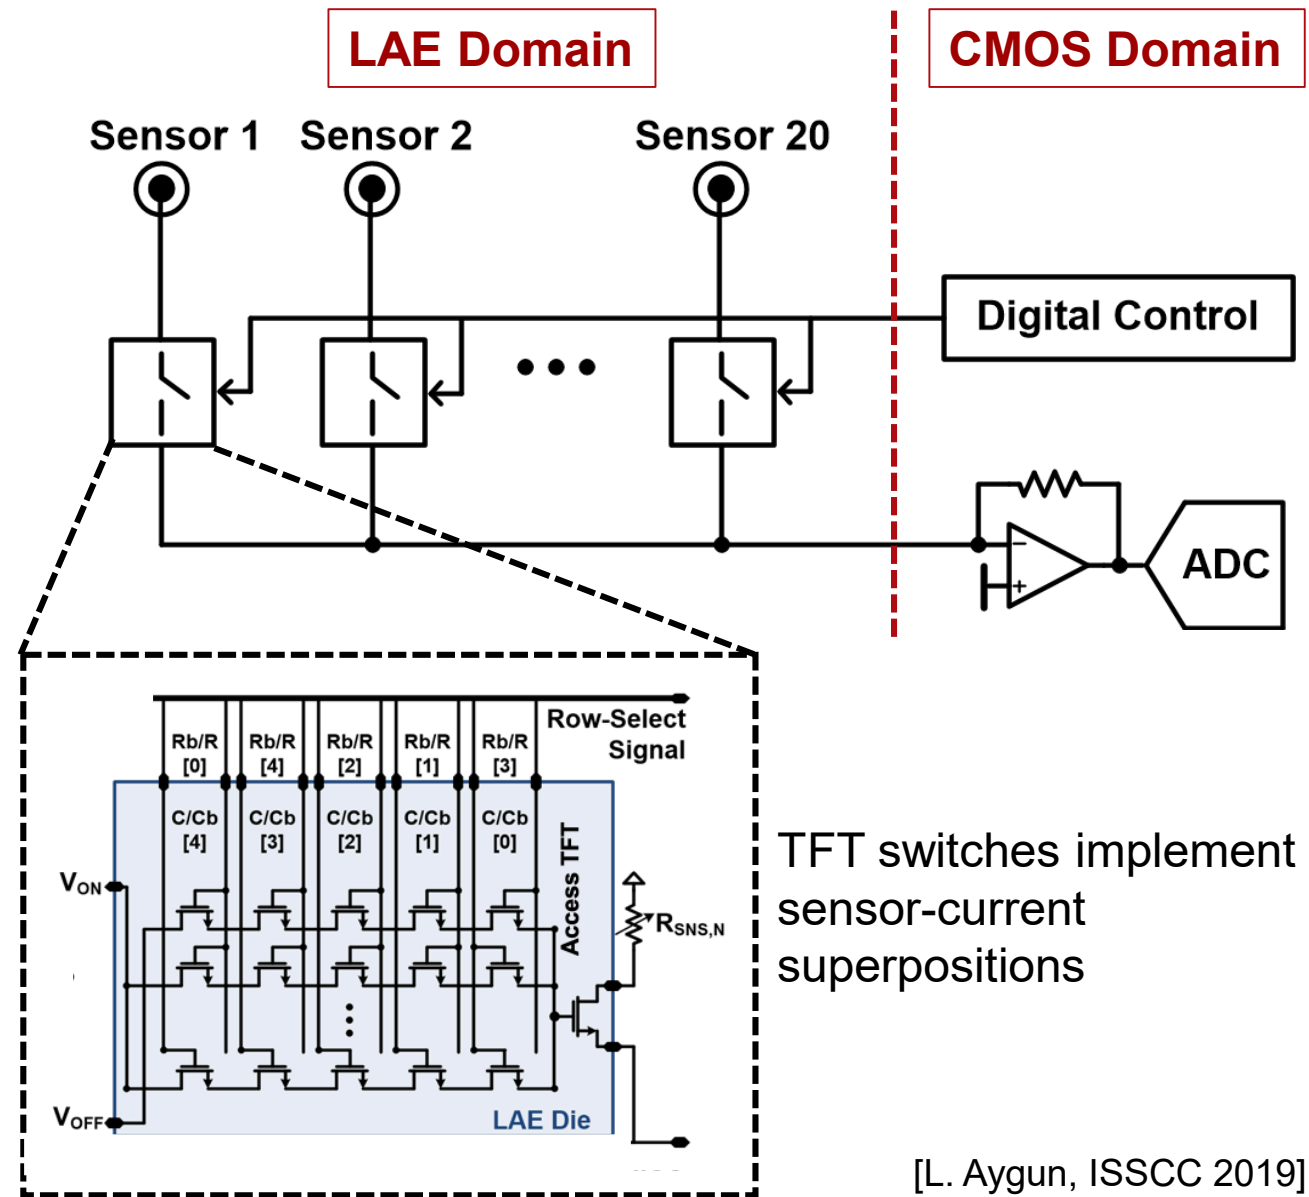 LAE Domain
CMOS Domain
Sensor 1
Sensor 2
Sensor 20
Digital Control
ADC
−
+
Row-Select
Signal
Rb/R
[0]
Rb/R
[4]
Rb/R
[2]
Rb/R
[1]
Rb/R
[3]
C/Cb
[4]
C/Cb
[3]
C/Cb
[2]
C/Cb
[1]
C/Cb
[0]
Access TFT
VON
VOFF
RSNS,N
LAE Die
TFT switches implement
sensor-current
superpositions
[L. Aygun, ISSCC 2019]